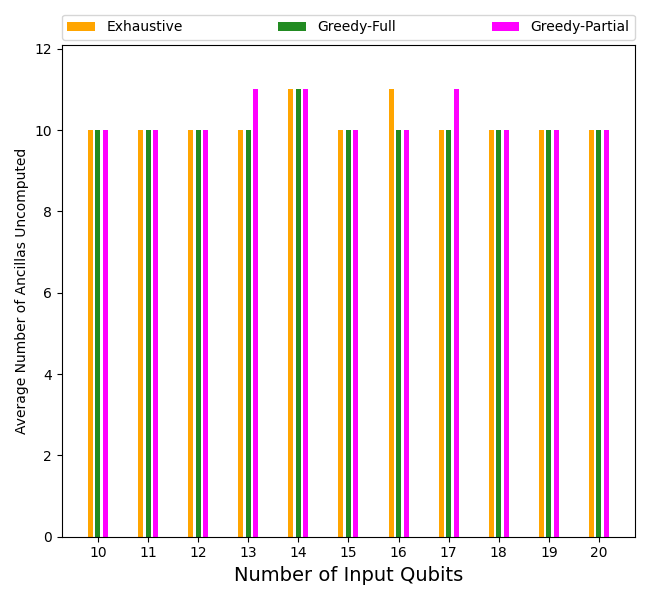 Exhaustive Greedy-Full Greedy-Partial
12
10
8
6
4
2
0
Average Number of Ancillas Uncomputed
10 11 12 13 14 15 16 17 18 19 20
Number of Input Qubits